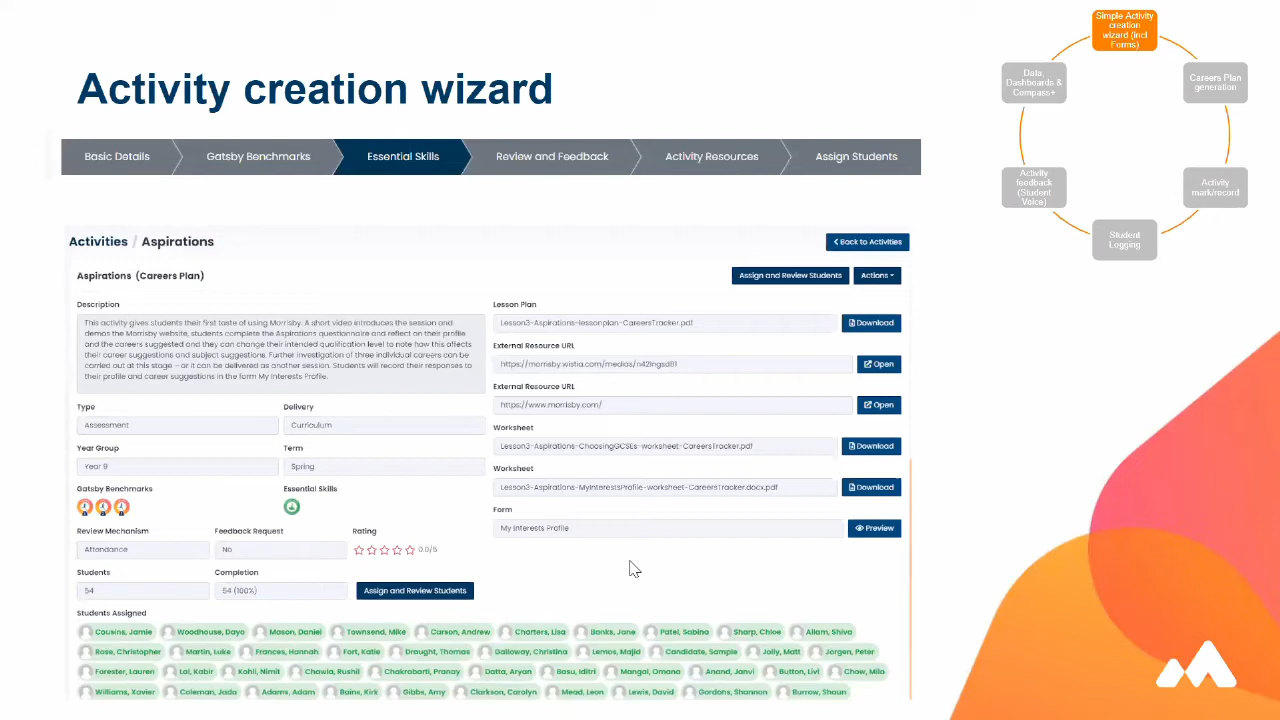 Activity creation wizard
Basic Details
Gatsby Benchmarks
Essential Skills
Review and Feedback
Activity Resources
Assign Students
Simple Activity
creation
wizard (incl
Forms)
Careers Plan
generation
Activity
mark/record
Student
Logging
Activity
feedback
(Student
Voice)
Data,
Dashboards &
Compass+
Activities / Aspirations
Back to Activities
Aspirations (Careers Plan)
Assign and Review Students
Actions
Description
This activity gives students their first taste of using Morrisby. A short video introduces the session and
demos the Morrisby website, students complete the Aspirations questionnaire and reflect on their profile
and the careers suggested and they can change their intended qualification level to note how this affects
their career suggestions and subject suggestions. Further investigation of three individual careers can be
carried out at this stage - or it can be delivered as another session. Students will record their responses to
their profile and career suggestions in the form My Interests Profile.
Type
Delivery
Assessment
Curriculum
Year Group
Term
Year 9
Spring
Gatsby Benchmarks
Essential Skills
Review Mechanism
Feedback Request
Rating
Attendance
No
0.0/5
Students
Completion
54
54 (100%)
Assign and Review Students
Lesson Plan
Lesson3-Aspirations-lessonplan-CareersTracker.pdf
Download
External Resource URL
Open
External Resource URL
https://www.morrisby.com/
Open
Worksheet
Lesson3-Aspirations-ChoosingGCSEs-worksheet-CareersTracker.pdf
Download
Worksheet
Lesson3-Aspirations-MyInterestsProfile-worksheet-CareersTracker.docx.pdf
Download
Form
My Interests Profile
Preview
Students Assigned
Cousins, Jamie Woodhouse, Dayo Mason, Daniel Townsend, Mike Carson, Andrew Charters, Lisa Banks, Jane Patel, Sabina Sharp, Chloe Allam, Shiva
Rose, Christopher Martin, Luke Frances, Hannah Fort, Katie Draught, Thomas Galloway, Christina Lemos, Majid Candidate, Sample Jolly, Matt Jorgen, Peter
Forester, Lauren Lal, Kabir Kohli, Nimit Chawla, Rushil Chakrabarti, Pranay Datta, Aryan Basu, Iditri Mangal, Omana Anand, Janvi Button, Livi Chow, Milo
Williams, Xavier Coleman, Jada Adams, Adam Bains, Kirk Gibbs, Amy Clarkson, Carolyn Mead, Leon Lewis, David Gordons, Shannon Burrow, Shaun